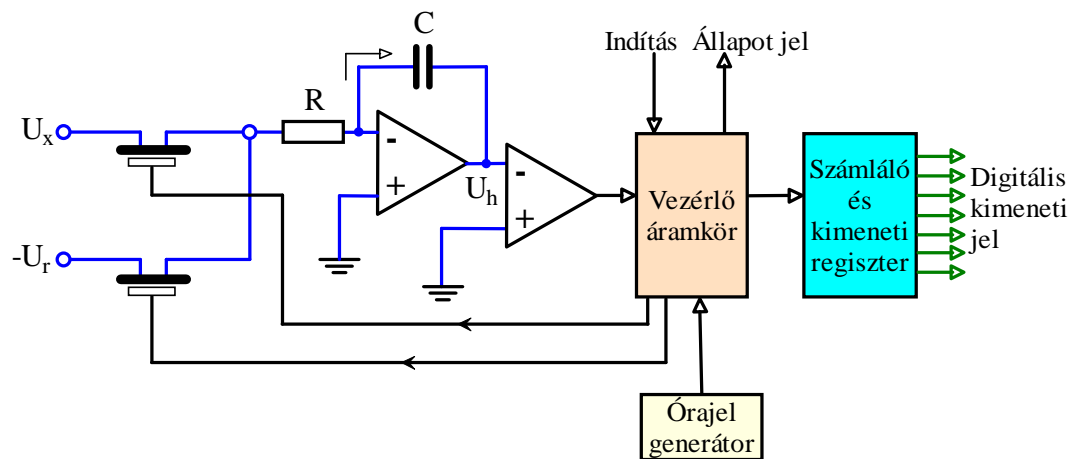 C
Indítás
Állapot jel
R
Uₓ
-
+
Uₕ
-
+
Vezérlő
áramkör
Számláló
és
kimeneti
regiszter
Digitális
kimeneti
jel
-Uᵣ
Órajel
generátor